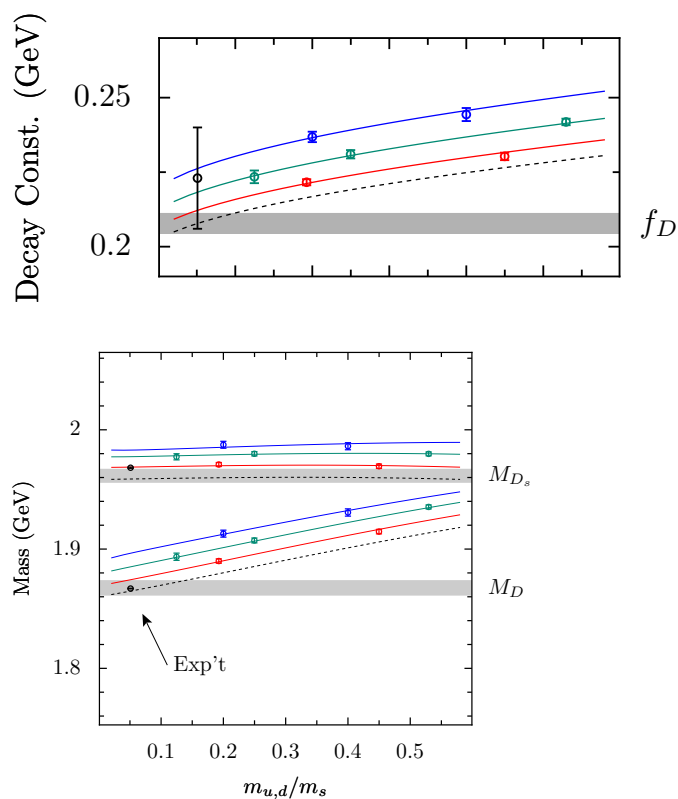 Decay Const. (GeV)
0.25
0.2
f_D
2
1.9
1.8
Mass (GeV)
M_{D_s}
M_D
Exp't
0.1 0.2 0.3 0.4 0.5
m_{u,d}/m_s